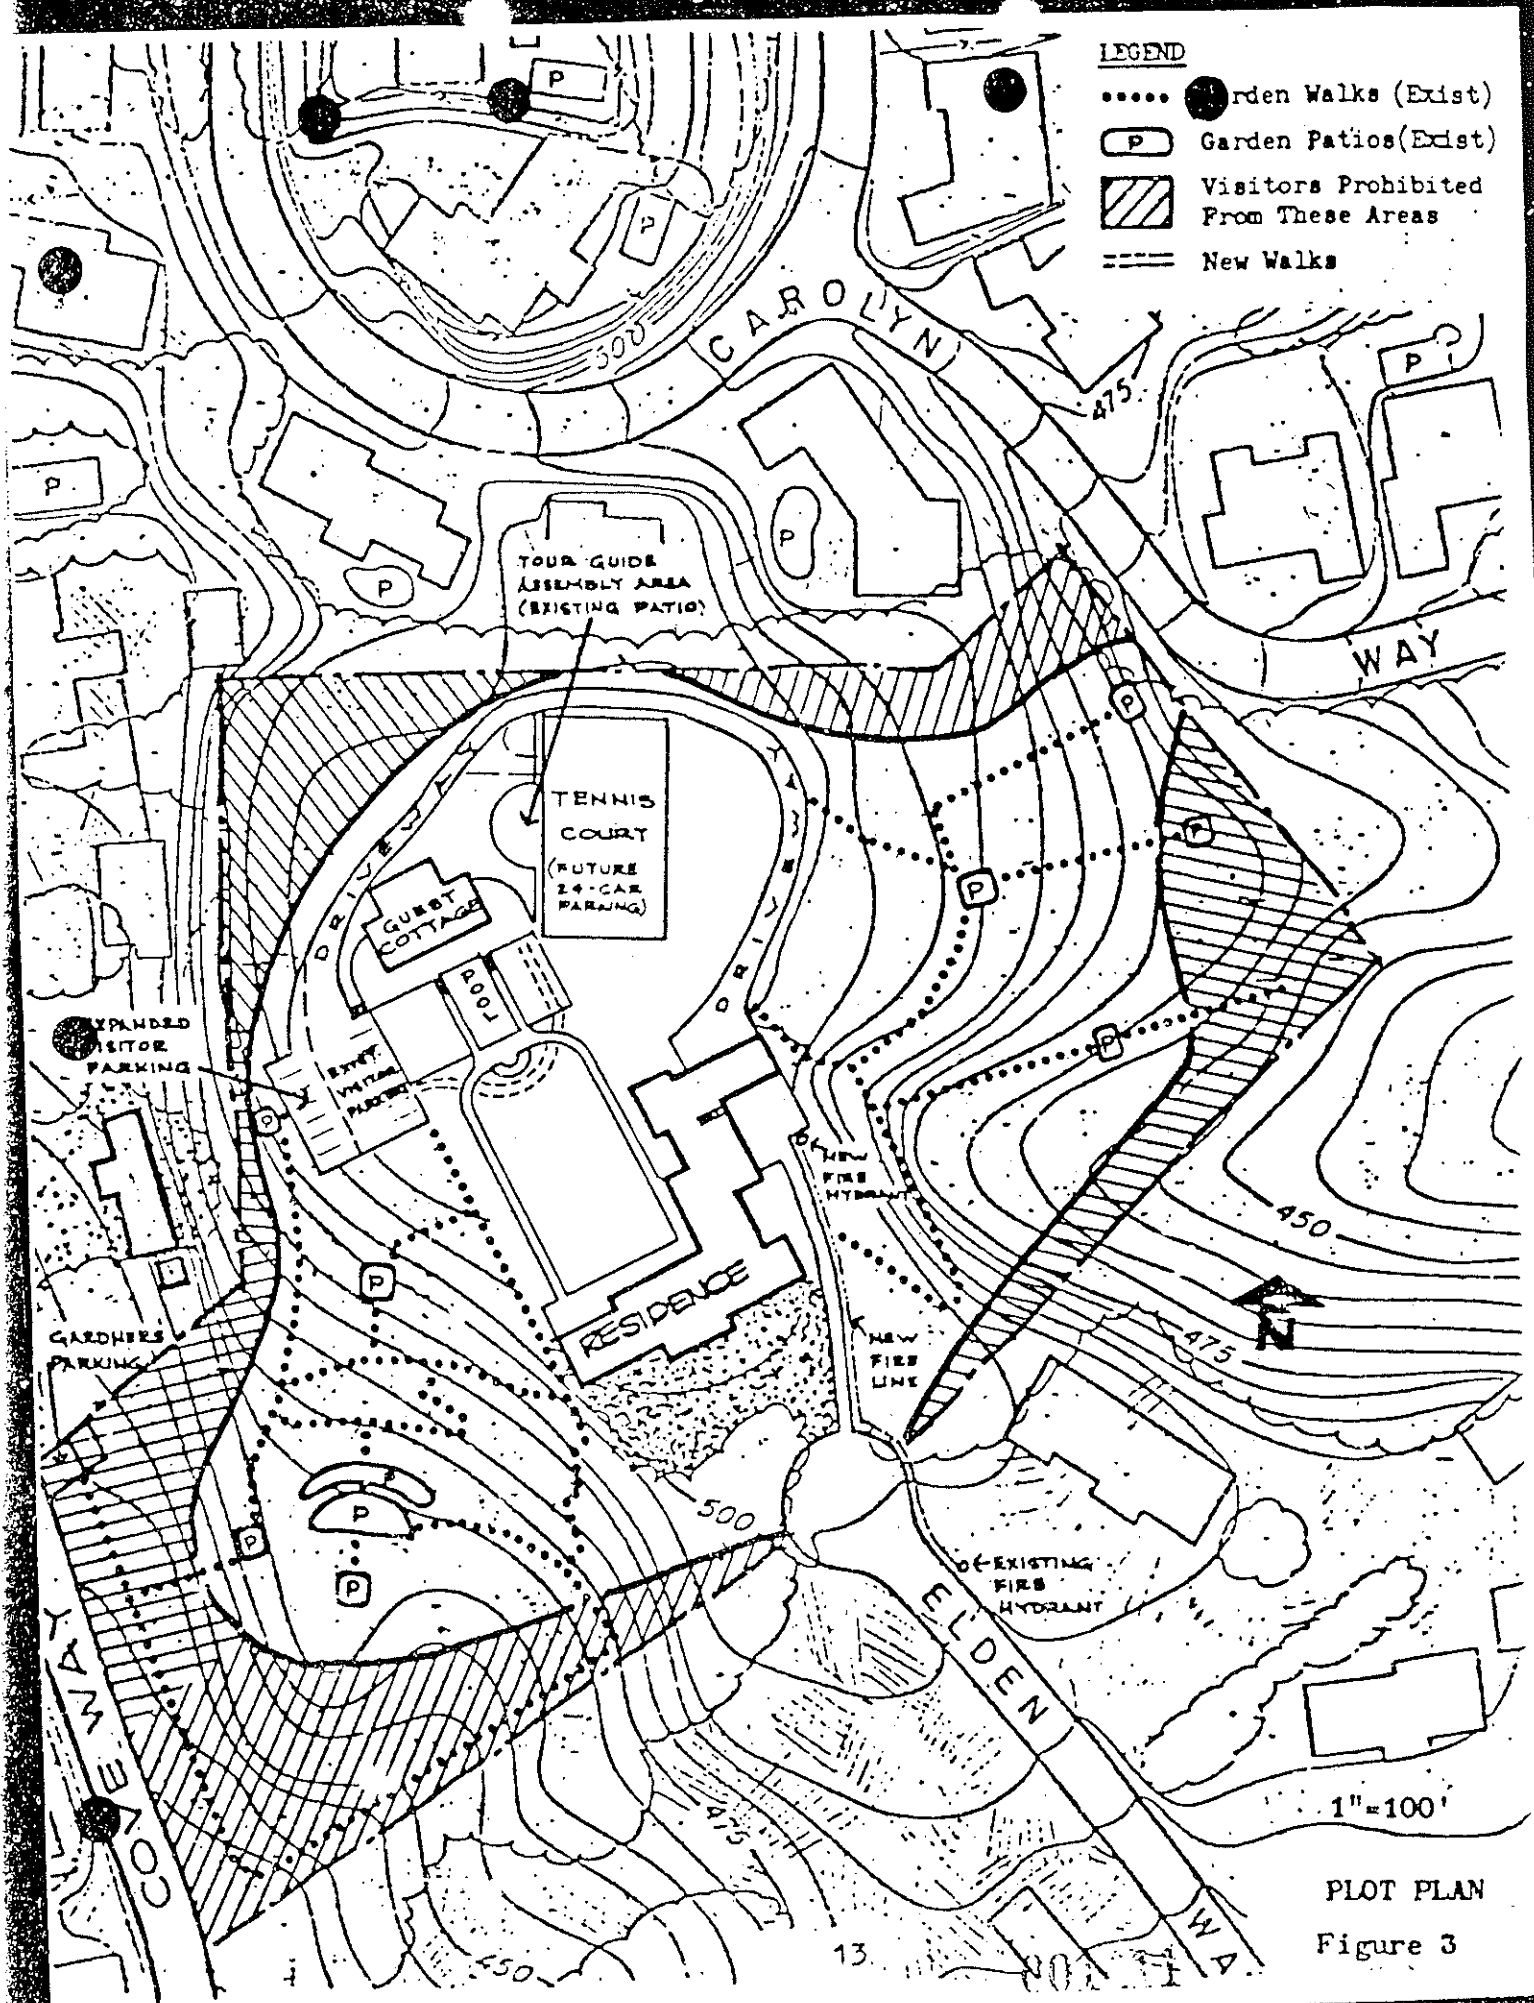 LEGEND
rden Walks (Exist)
P Garden Patios (Exist)
Visitors Prohibited
From These Areas
New Walks
P
P
P
P
500
CAROLYN
475
P
P
P
WAY
TOUR GUIDE
ASSEMBLY AREA
(EXISTING PATIO)
DRIVEWAY
TENNIS
COURT
(FUTURE
24-CAR
PARKING)
DRIVEWAY
GUEST
COTTAGE
POOL
P
P
P
P
XPANDED
ISITOR
PARKING
EXIST.
VISITOR
PARKING
P
NEW
FIRE
HYDRANT
450
P
RESIDENCE
N
GARDNERS
PARKING
NEW
FIRE
LINE
475
P
P
P
500
EXISTING
FIRE
HYDRANT
ELDEN
WA
COVE WAY
475
450
1"=100'
PLOT PLAN
Figure 3
13